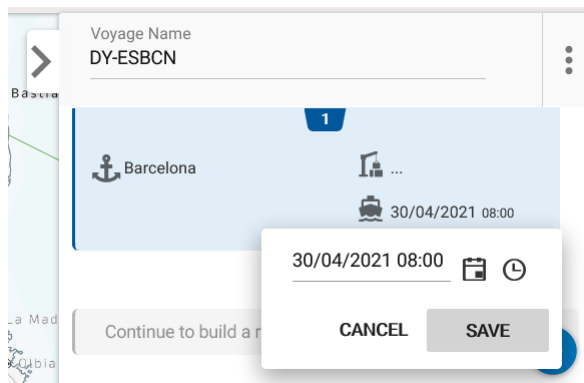 Voyage Name
DY-ESBCN
Bastia
1
Barcelona
...
30/04/2021 08:00
30/04/2021 08:00
La Mad
Continue to build a r
CANCEL
SAVE
Olbia